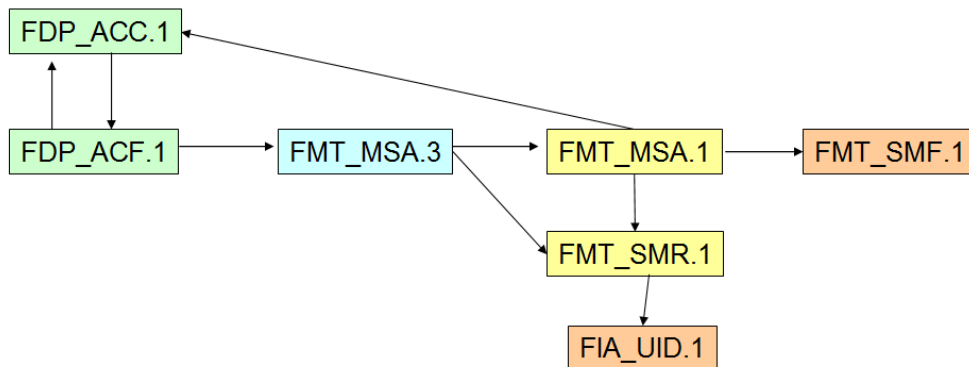 FDP_ACC.1
FDP_ACF.1
FMT_MSA.3
FMT_MSA.1
FMT_SMF.1
FMT_SMR.1
FIA_UID.1